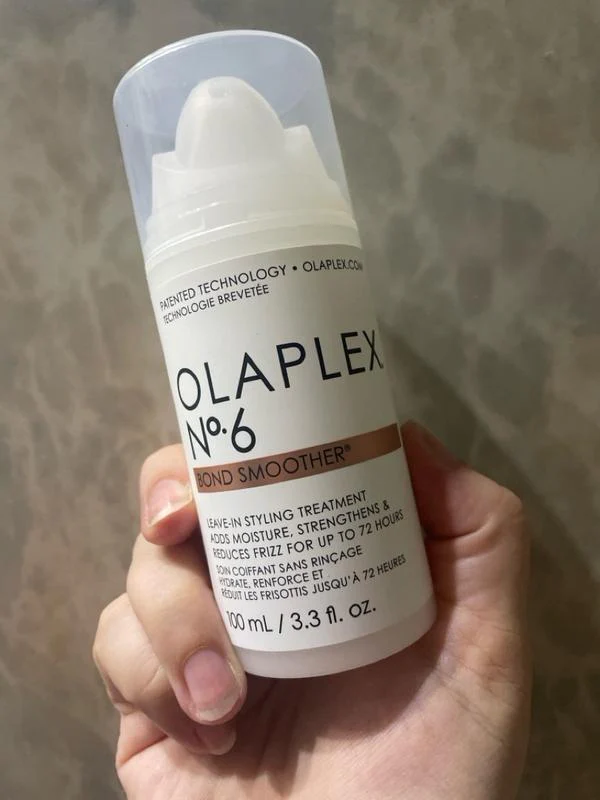 PATENTED TECHNOLOGY • OLAPLEX.COM
TECHNOLOGIE BREVETÉE
OLAPLEX
Nº.6
BOND SMOOTHER®
LEAVE-IN STYLING TREATMENT
ADDS MOISTURE, STRENGTHENS &
REDUCES FRIZZ FOR UP TO 72 HOURS
SOIN COIFFANT SANS RINÇAGE
HYDRATE, RENFORCE ET
RÉDUIT LES FRISOTTIS JUSQU'À 72 HEURES
100 mL / 3.3 fl. oz.